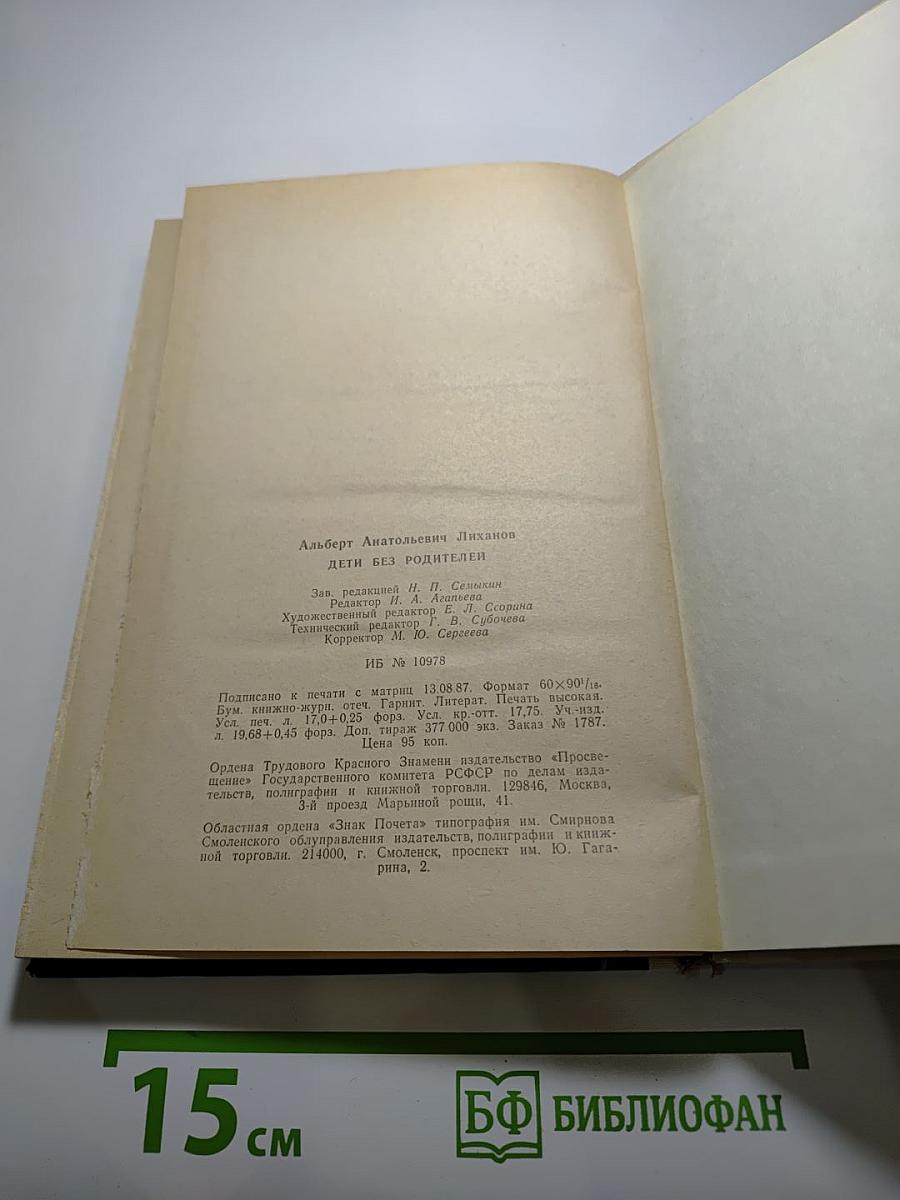 Альберт Анатольевич Лиханов
ДЕТИ БЕЗ РОДИТЕЛЕЙ
Зав. редакцией Н. П. Семыкин
Редактор И. А. Агапьева
Художественный редактор Е. Л. Ссорина
Технический редактор Г. В. Субочева
Корректор М. Ю. Сергеева
ИБ № 10978
Подписано к печати с матриц 13.08.87. Формат 60×90¹/₁₆.
Бум. книжно-журн. отеч. Гарнит. Литерат. Печать высокая.
Усл. печ. л. 17,0+0,25 форз. Усл. кр.-отт. 17,75. Уч.-изд.
л. 19,68+0,45 форз. Доп. тираж 377 000 экз. Заказ № 1787.
Цена 95 коп.
Ордена Трудового Красного Знамени издательство «Просве-
щение» Государственного комитета РСФСР по делам изда-
тельств, полиграфии и книжной торговли. 129846, Москва,
3-й проезд Марьиной рощи, 41.
Областная ордена «Знак Почета» типография им. Смирнова
Смоленского облуправления издательств, полиграфии и книж-
ной торговли. 214000, г. Смоленск, проспект им. Ю. Гага-
рина, 2.
15 см
БФ БИБЛИОФАН